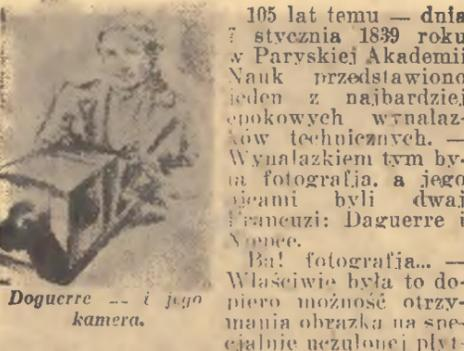 105 lat temu — dnia
7 stycznia 1839 roku
w Paryskiej Akademii
Nauk przedstawiono
jeden z najbardziej
epokowych wynalaz-
ków technicznych. —
Wynalazkiem tym by-
ła fotografja, a jego
ojcami byli dwaj
Francuzi: Daguerre i
Ba! fotografja... —
Właściwie była to do-
piero możność otrzy-
mania obrazka na spe-
cjalnie uczulonej płyt-
Doguerre — i jego
kamera.